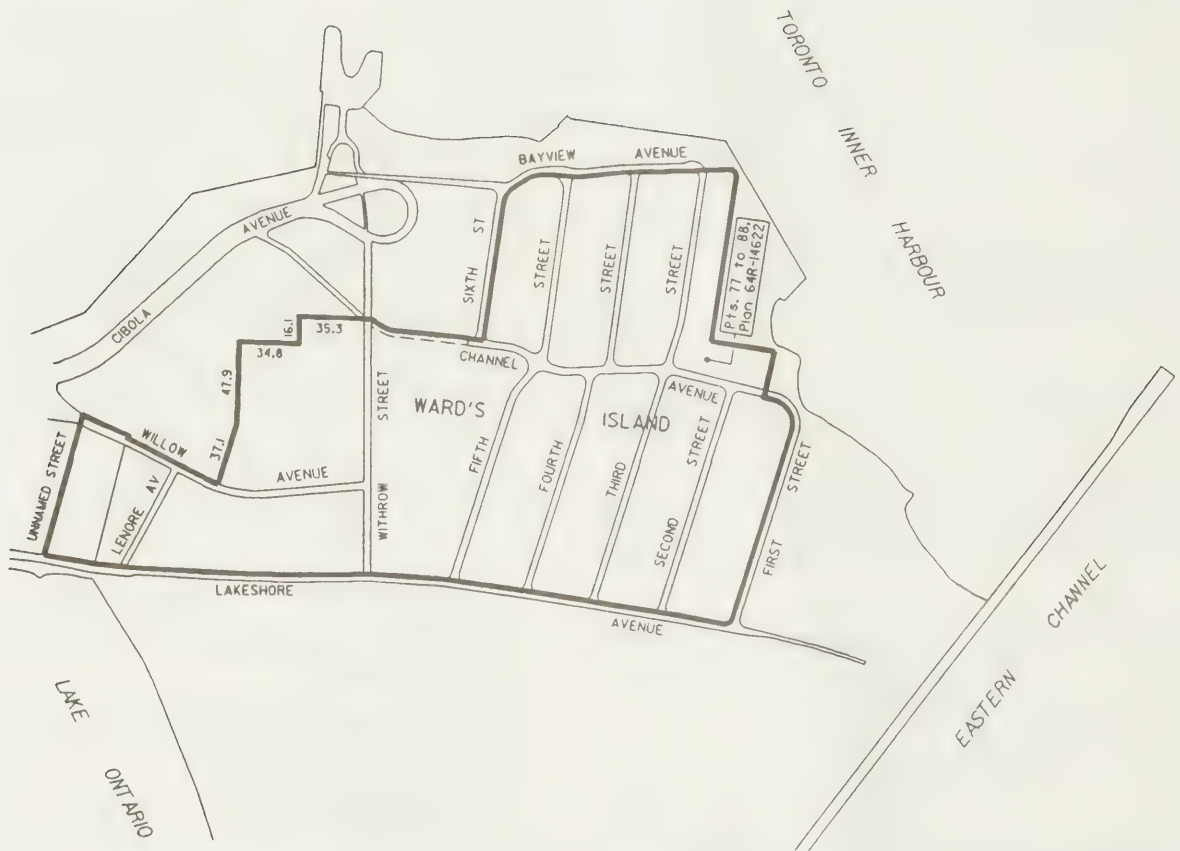 TORONTO
INNER
HARBOUR
BAYVIEW AVENUE
CIBOLA AVENUE
SIXTH ST
STREET
STREET
STREET
Pts. 77 to 88,
Plan 64R-14622
16.1
35.3
34.8
47.9
37.1
CHANNEL AVENUE
WARD'S ISLAND
WILLOW AVENUE
UNNAMED STREET
LENORE AV
WITHROW STREET
FIFTH
FOURTH
THIRD
SECOND STREET
FIRST STREET
LAKESHORE AVENUE
EASTERN CHANNEL
LAKE
ONTARIO